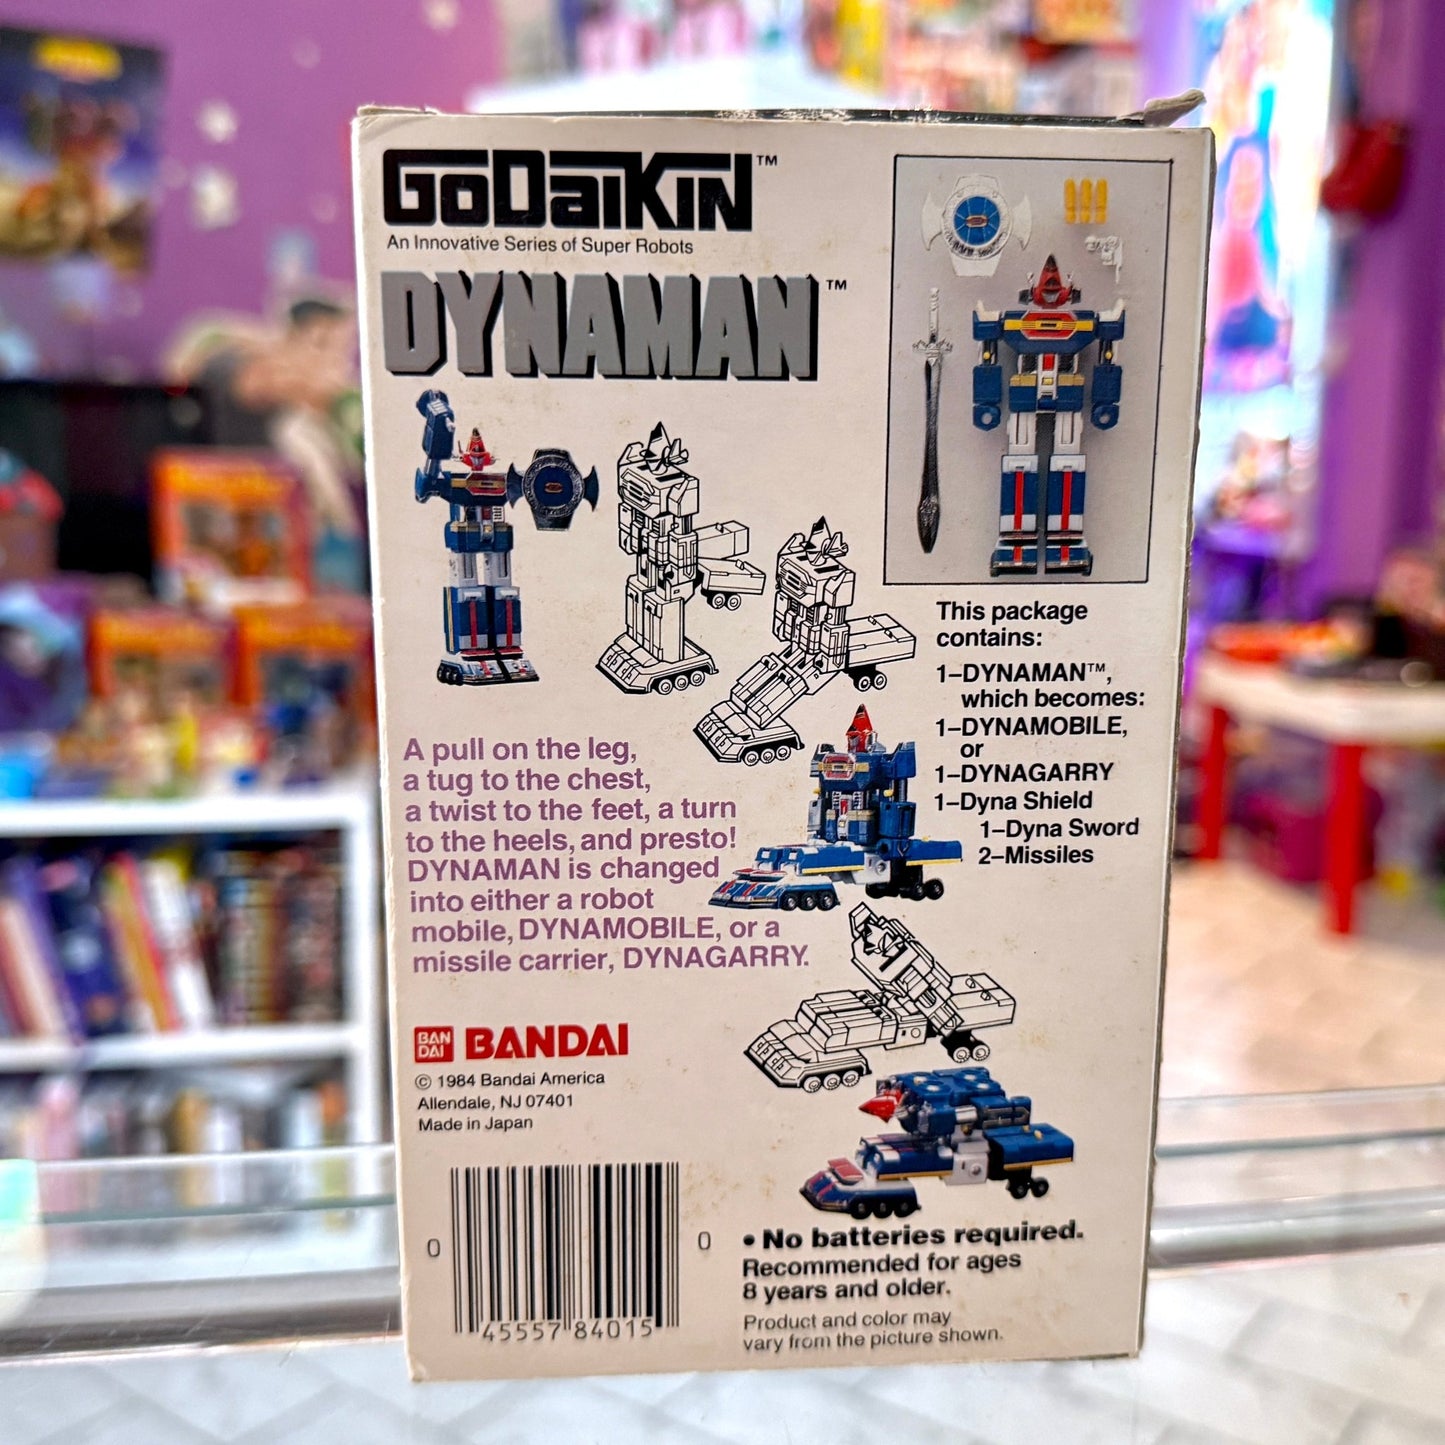 GoDaiKiN™
An Innovative Series of Super Robots
DYNAMAN™
This package
contains:
1–DYNAMAN™,
which becomes:
1–DYNAMOBILE,
or
1–DYNAGARRY
1–Dyna Shield
1–Dyna Sword
2–Missiles
A pull on the leg,
a tug to the chest,
a twist to the feet, a turn
to the heels, and presto!
DYNAMAN is changed
into either a robot
mobile, DYNAMOBILE, or a
missile carrier, DYNAGARRY.
BAN
DAI
BANDAI
© 1984 Bandai America
Allendale, NJ 07401
Made in Japan
0 45557 84015 0
• No batteries required.
Recommended for ages
8 years and older.
Product and color may
vary from the picture shown.